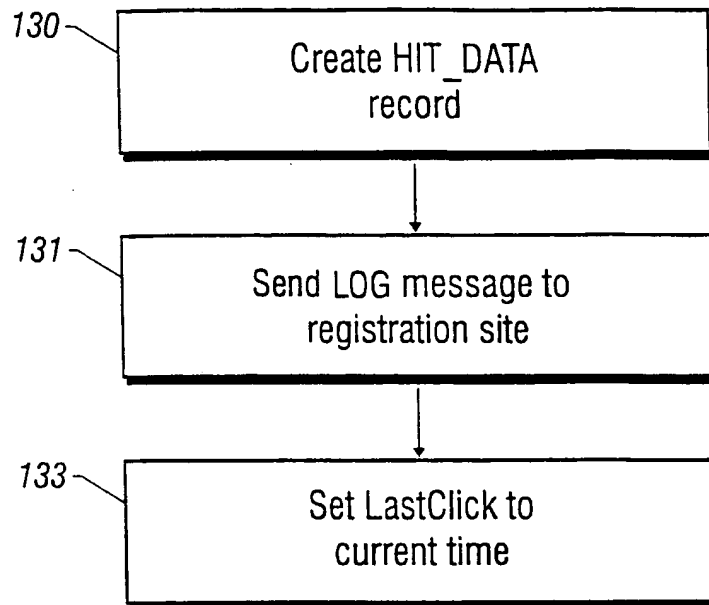 130
Create HIT_DATA
record
131
Send LOG message to
registration site
133
Set LastClick to
current time